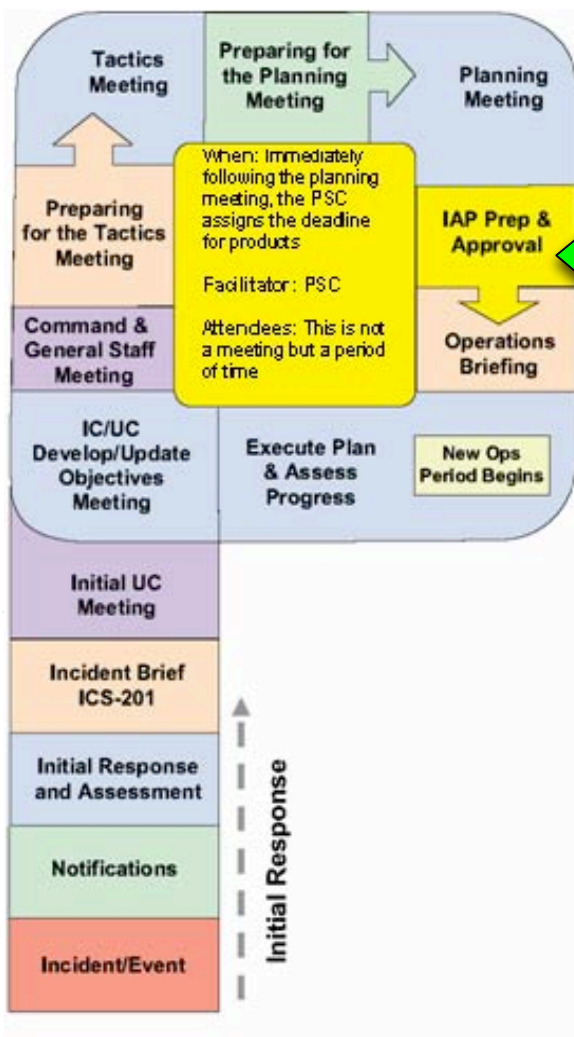 Tactics
Meeting
Preparing for
the Planning
Meeting
Planning
Meeting
When: Immediately
following the planning
meeting, the PSC
assigns the deadline
for products
Facilitator: PSC
Attendees: This is not
a meeting but a period
of time
Preparing
for the Tactics
Meeting
IAP Prep &
Approval
Command &
General Staff
Meeting
Operations
Briefing
IC/UC
Develop/Update
Objectives
Meeting
Execute Plan
& Assess
Progress
New Ops
Period Begins
Initial UC
Meeting
Incident Brief
ICS-201
Initial Response
and Assessment
Notifications
Incident/Event
Initial Response